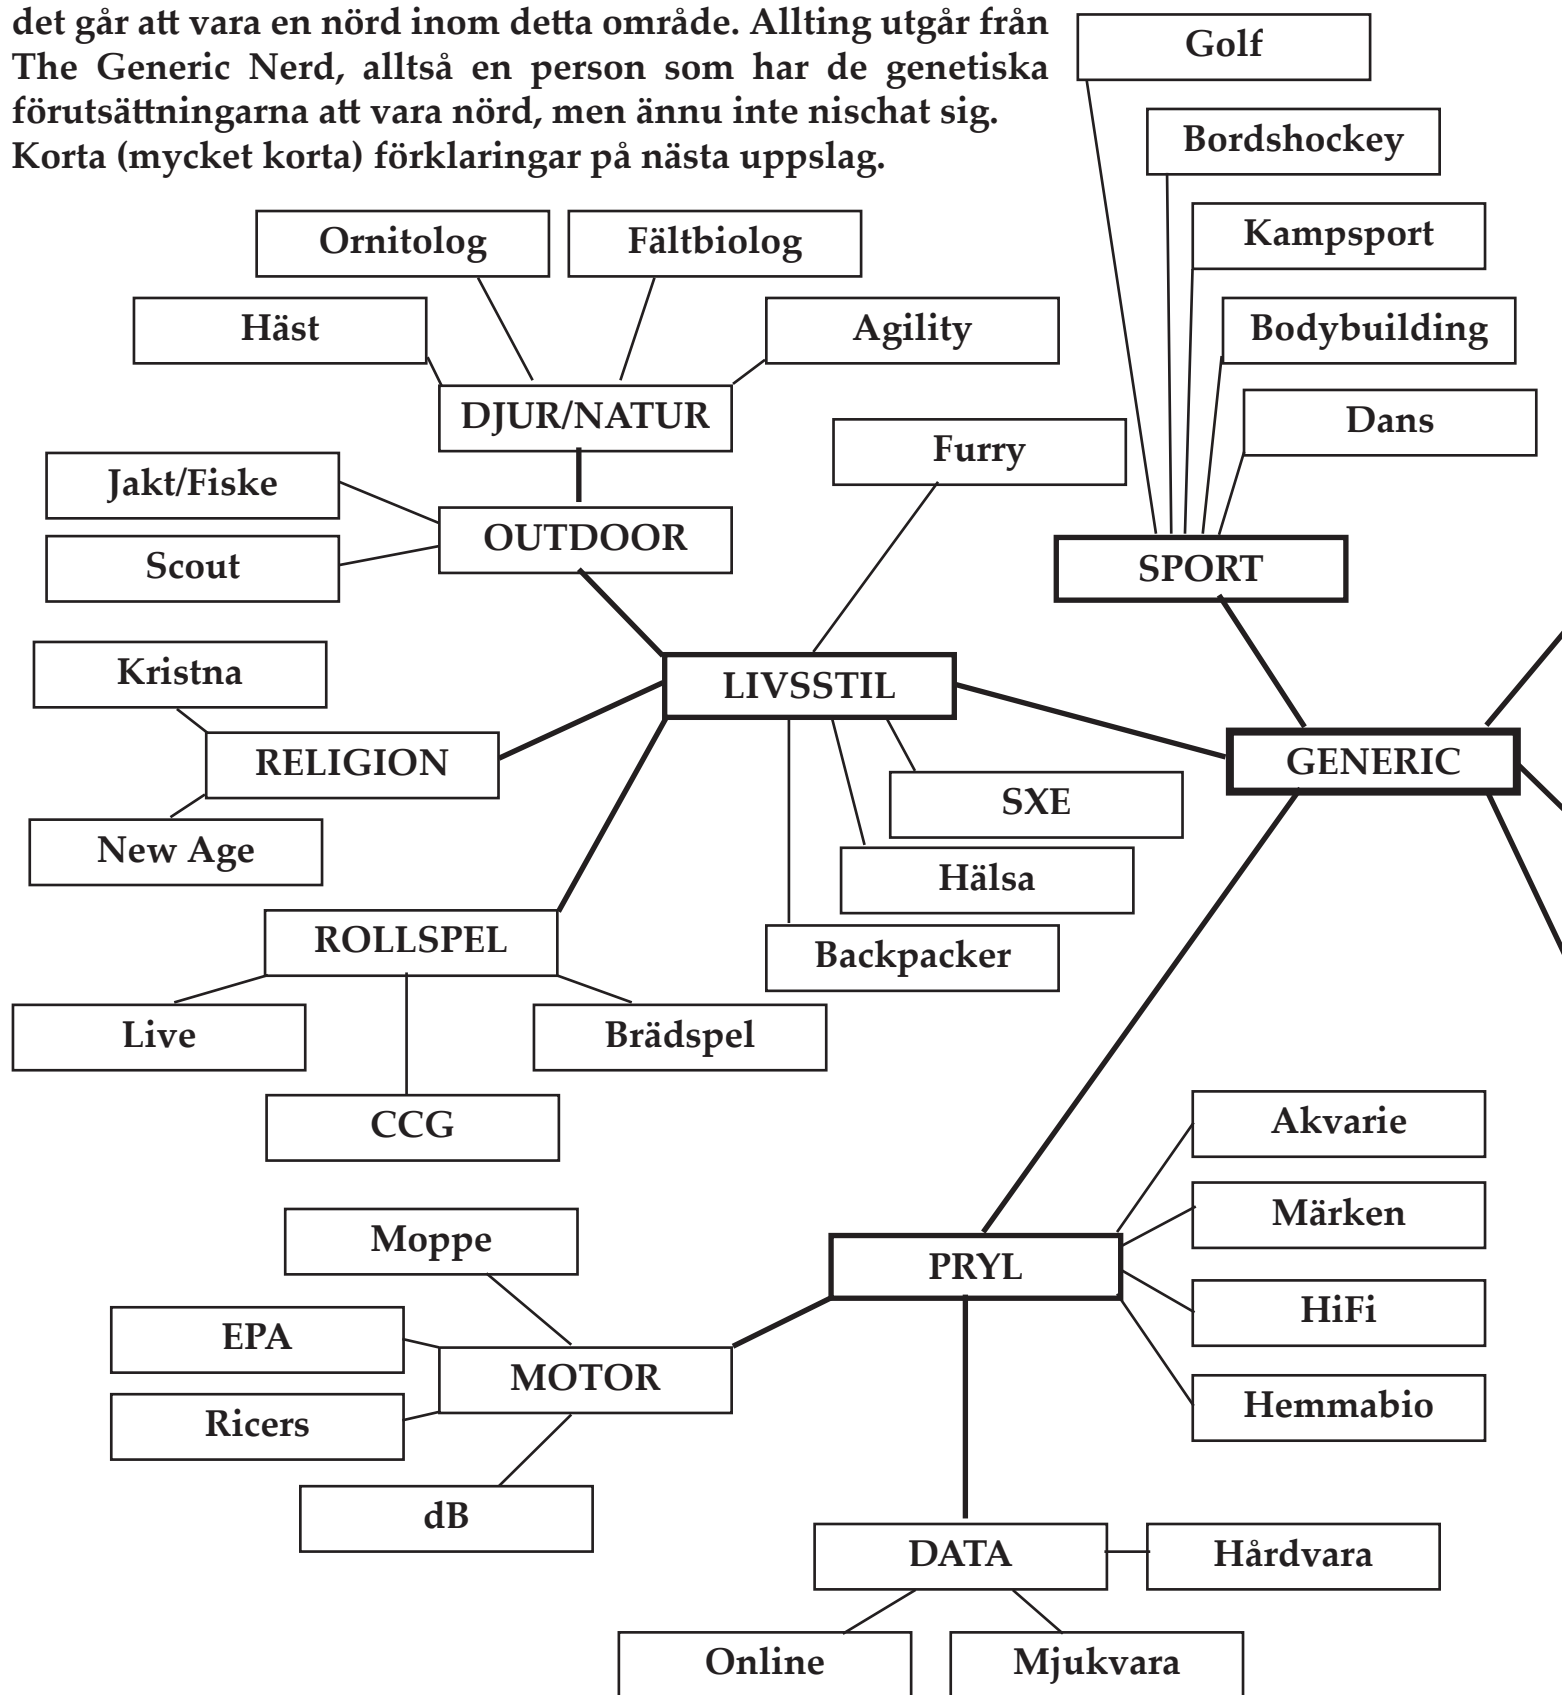 det går att vara en nörd inom detta område. Allting utgår från
The Generic Nerd, alltså en person som har de genetiska
förutsättningarna att vara nörd, men ännu inte nischat sig.
Korta (mycket korta) förklaringar på nästa uppslag.
Golf
Bordshockey
Kampsport
Bodybuilding
Dans
Ornitolog
Fältbiolog
Häst
Agility
DJUR/NATUR
Furry
Jakt/Fiske
OUTDOOR
Scout
SPORT
Kristna
LIVSSTIL
RELIGION
GENERIC
SXE
New Age
Hälsa
ROLLSPEL
Backpacker
Live
Brädspel
CCG
Akvarie
Märken
Moppe
PRYL
HiFi
EPA
MOTOR
Hemmabio
Ricers
dB
DATA
Hårdvara
Online
Mjukvara